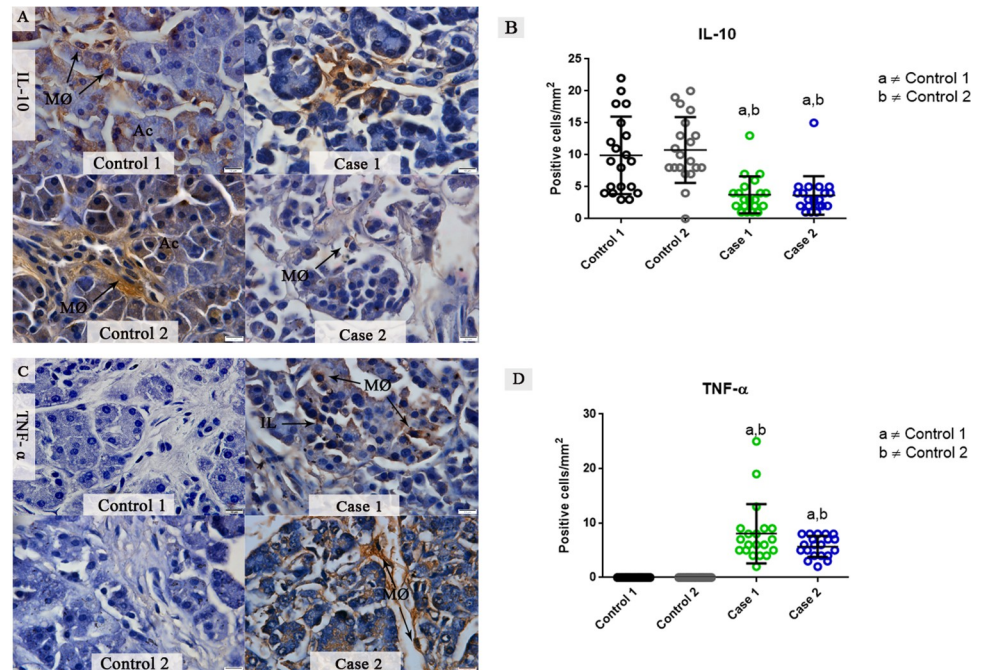 A
IL-10
MØ
Ac
Control 1
Case 1
Ac
MØ
Control 2
MØ
Case 2
B
IL-10
Positive cells/mm²
25
20
15
10
5
0
Control 1
Control 2
Case 1
Case 2
a,b
a,b
a ≠ Control 1
b ≠ Control 2
C
TNF-α
Control 1
MØ
IL
Case 1
Control 2
MØ
Case 2
D
TNF-α
Positive cells/mm²
30
20
10
0
Control 1
Control 2
Case 1
Case 2
a,b
a,b
a ≠ Control 1
b ≠ Control 2